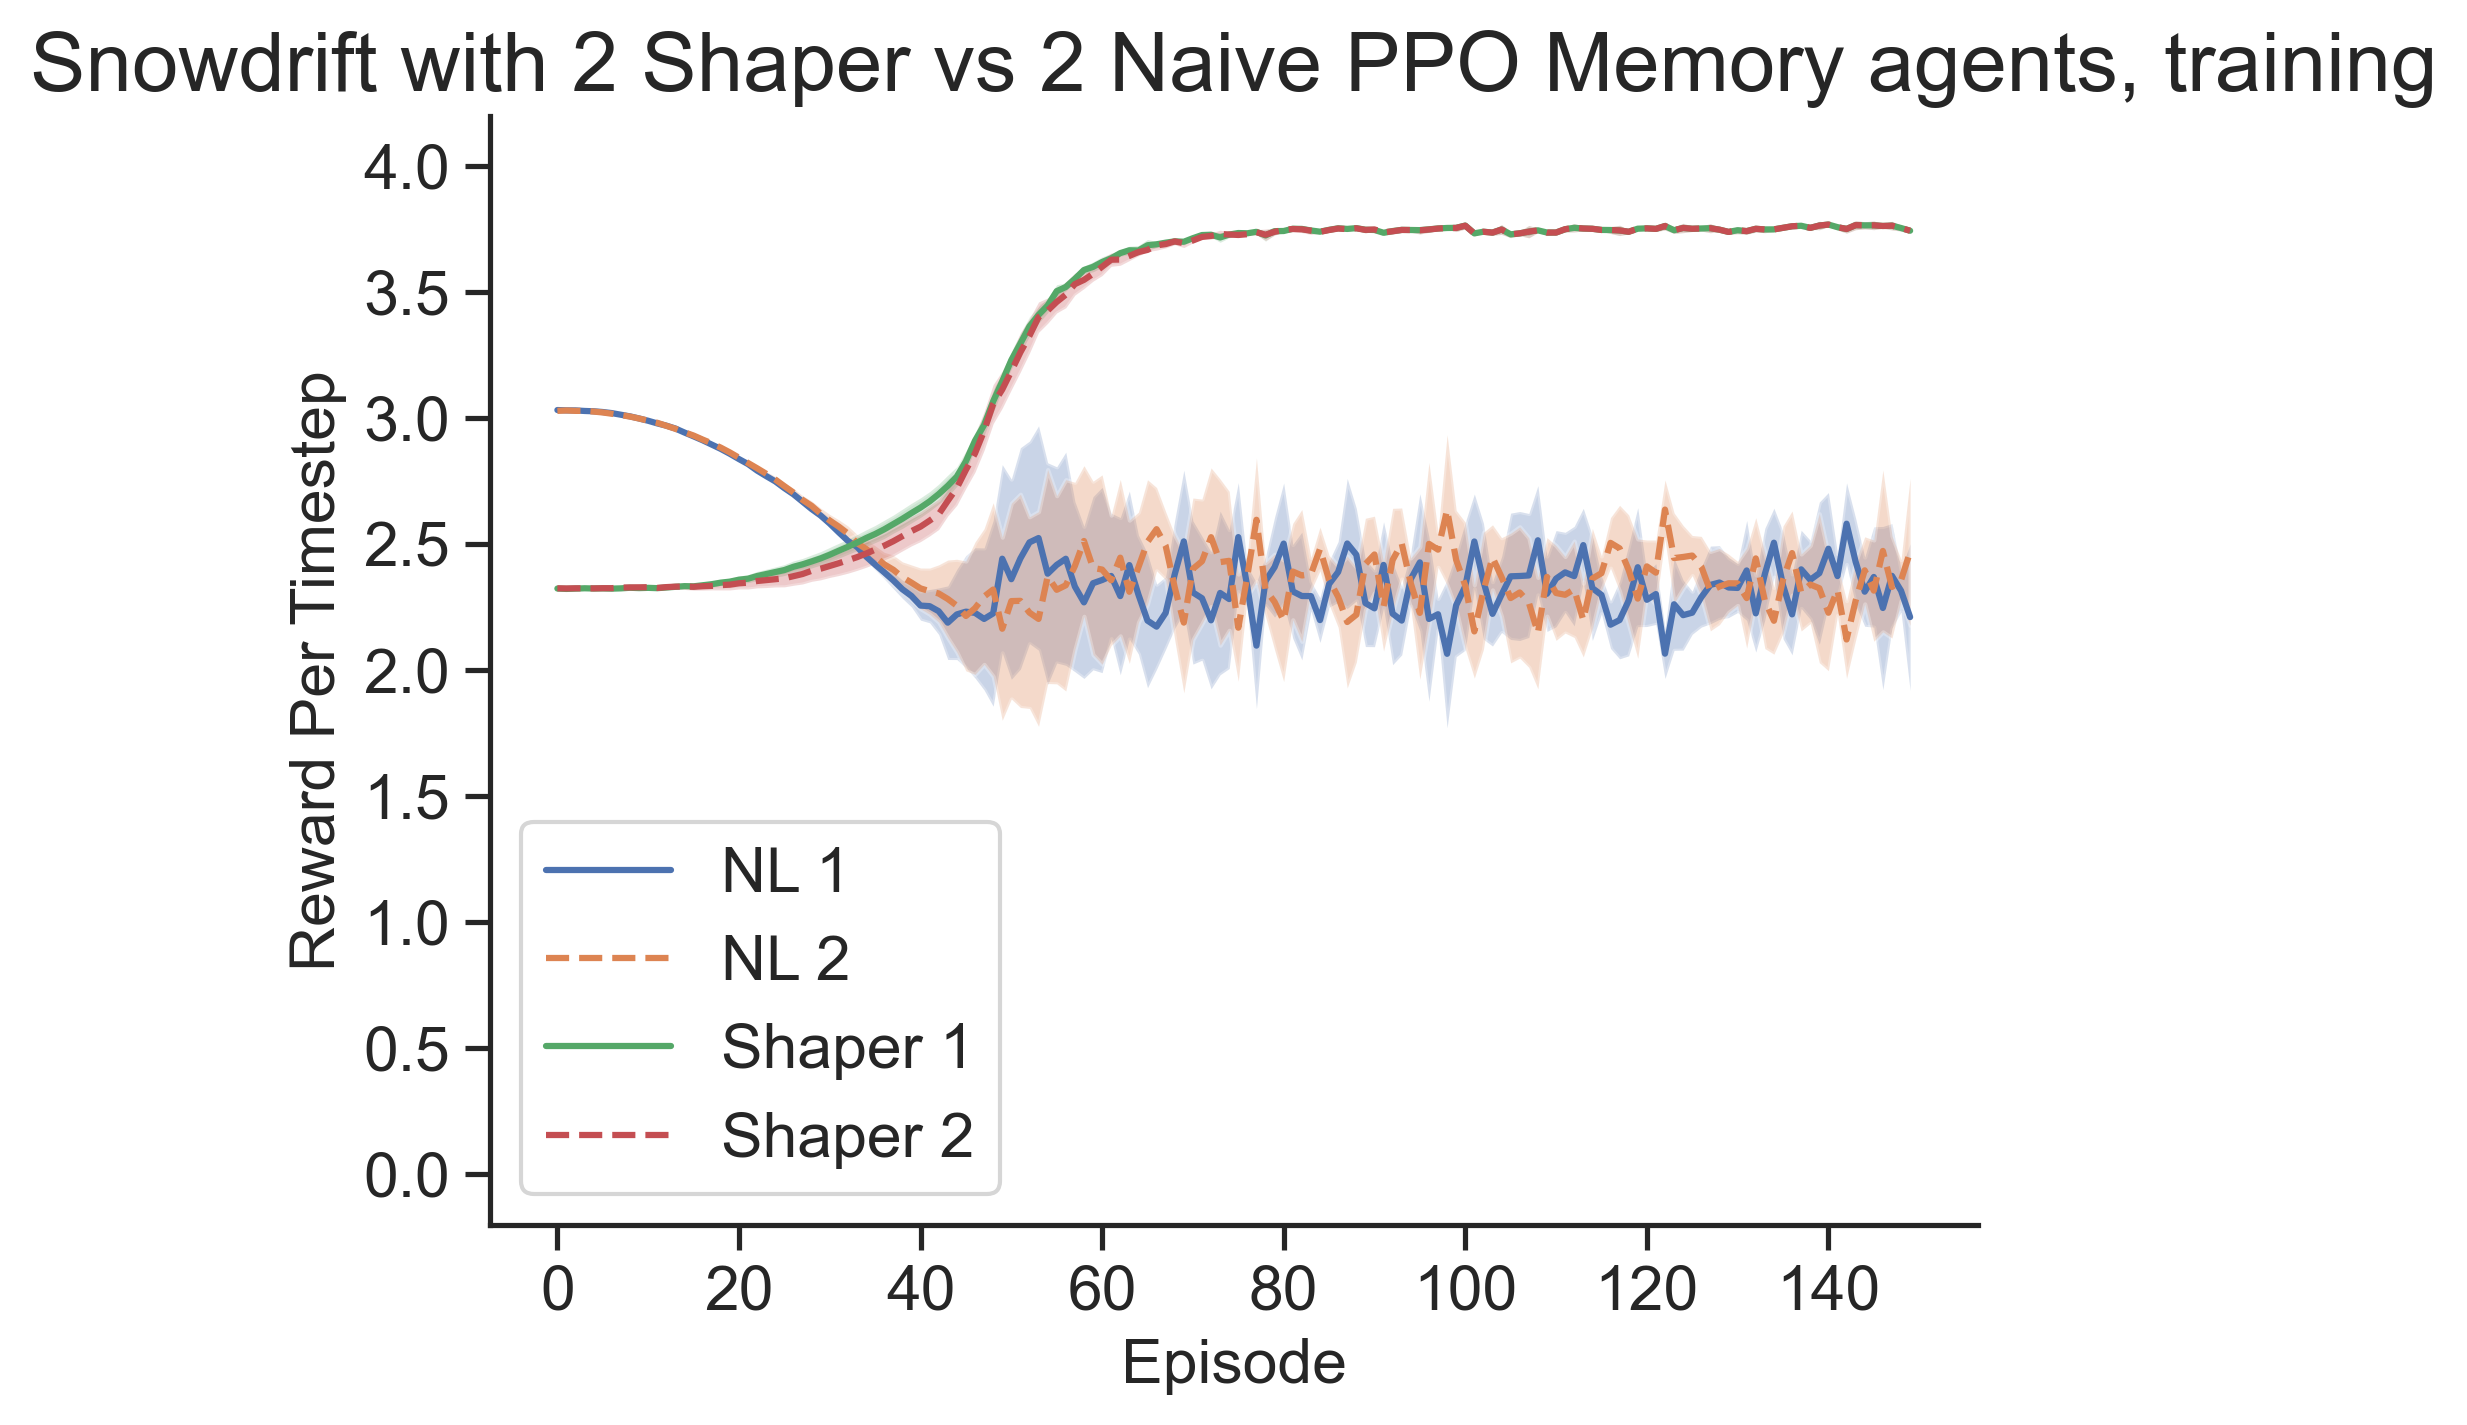 Snowdrift with 2 Shaper vs 2 Naive PPO Memory agents, training
Reward Per Timestep
4.0
3.5
3.0
2.5
2.0
1.5
1.0
0.5
0.0
NL 1
NL 2
Shaper 1
Shaper 2
0 20 40 60 80 100 120 140
Episode